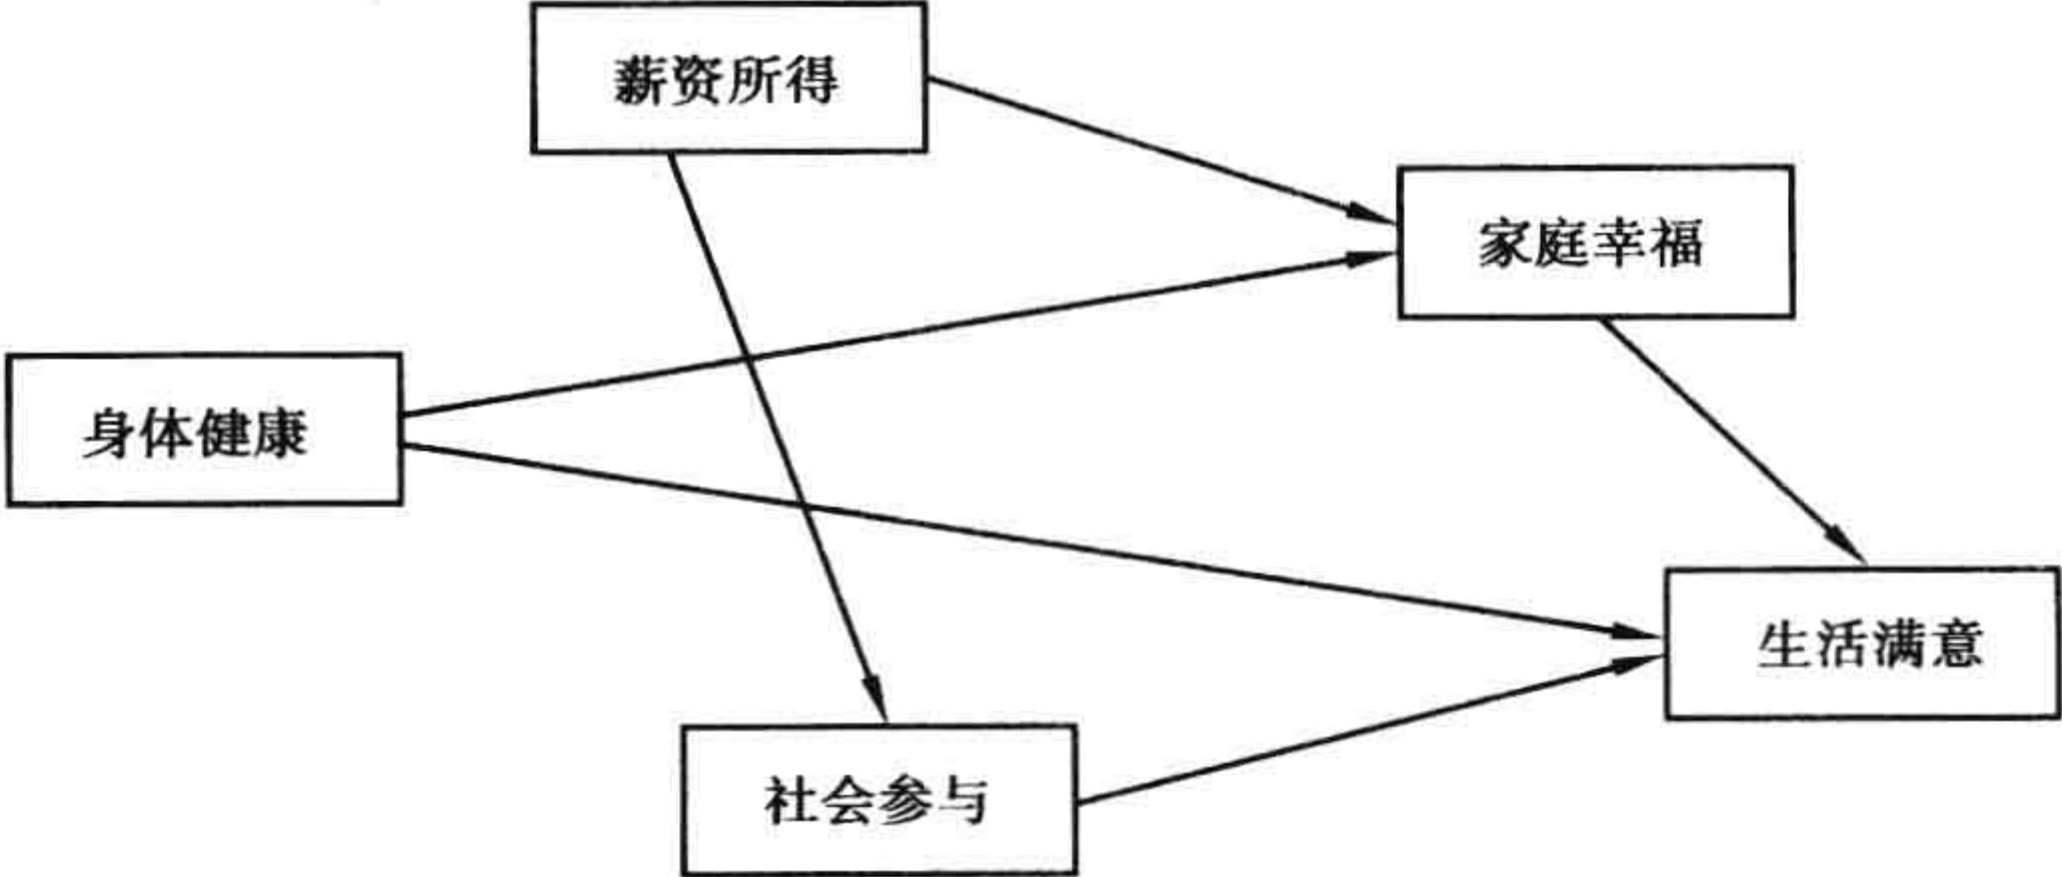 薪资所得
家庭幸福
身体健康
生活满意
社会参与